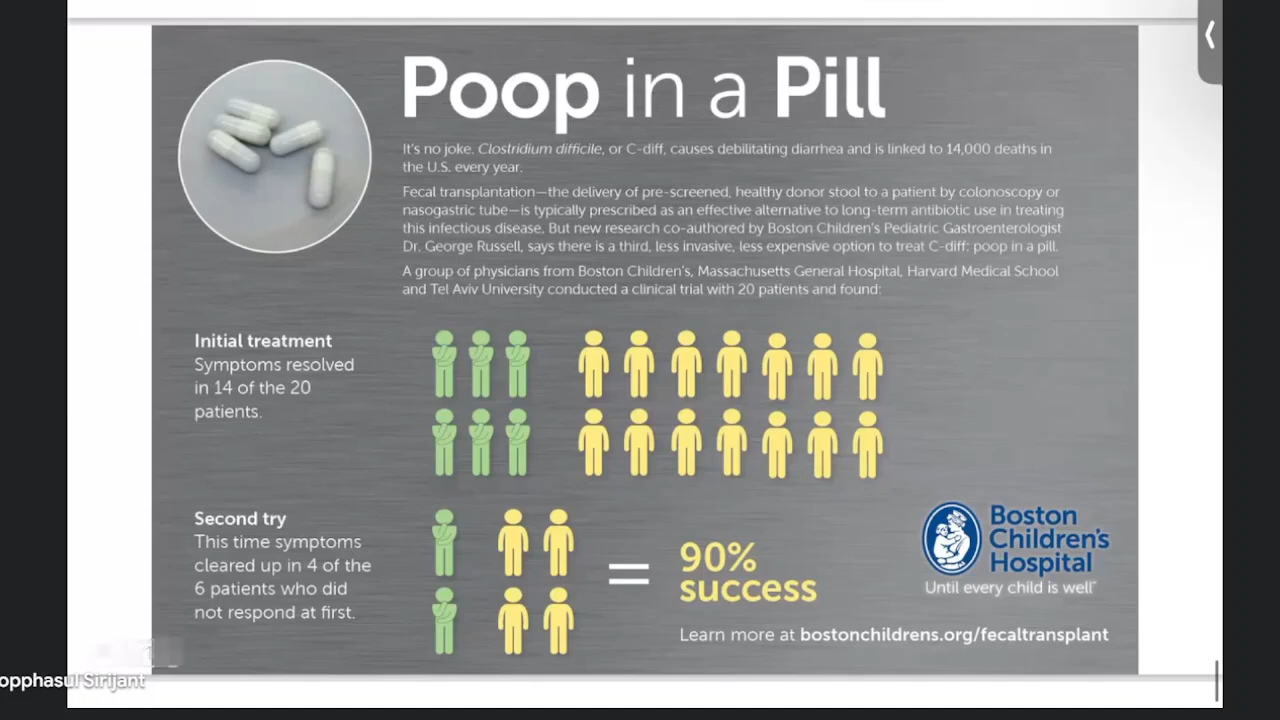 Poop in a Pill
It's no joke. Clostridium difficile, or C-diff, causes debilitating diarrhea and is linked to 14,000 deaths in
the U.S. every year.
Fecal transplantation—the delivery of pre-screened, healthy donor stool to a patient by colonoscopy or
nasogastric tube—is typically prescribed as an effective alternative to long-term antibiotic use in treating
this infectious disease. But new research co-authored by Boston Children's Pediatric Gastroenterologist
Dr. George Russell, says there is a third, less invasive, less expensive option to treat C-diff: poop in a pill.
A group of physicians from Boston Children's, Massachusetts General Hospital, Harvard Medical School
and Tel Aviv University conducted a clinical trial with 20 patients and found:
Initial treatment
Symptoms resolved
in 14 of the 20
patients.
Second try
This time symptoms
cleared up in 4 of the
6 patients who did
not respond at first.
=
90%
success
Boston
Children's
Hospital
Until every child is well™
Learn more at bostonchildrens.org/fecaltransplant
opphasul Sirijant